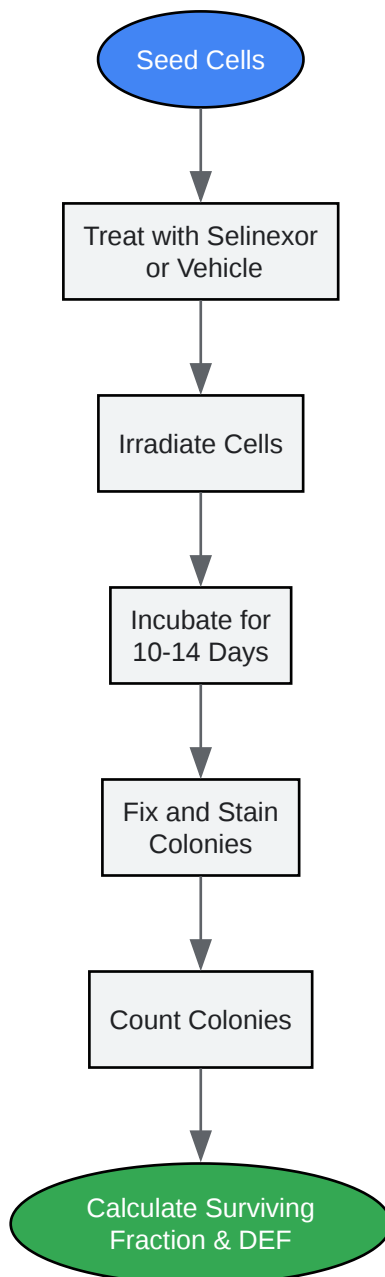 Seed Cells
Treat with Selinexor
or Vehicle
Irradiate Cells
Incubate for
10-14 Days
Fix and Stain
Colonies
Count Colonies
Calculate Surviving
Fraction & DEF